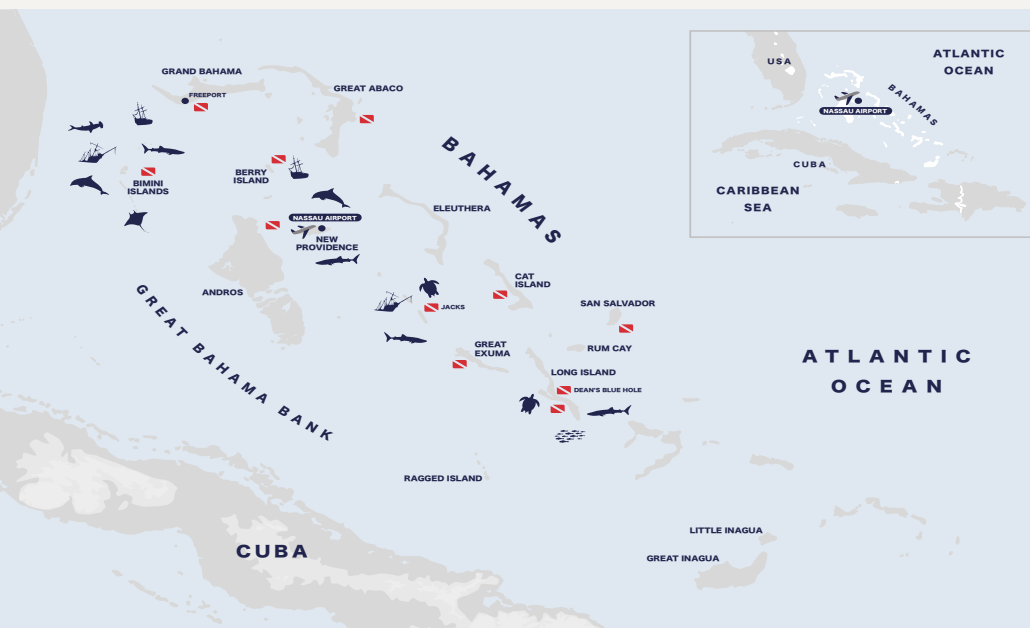 GRAND BAHAMA
FREEPORT
GREAT ABACO
BIMINI
ISLANDS
BERRY
ISLAND
BAHAMAS
ELEUTHERA
NASSAU AIRPORT
NEW
PROVIDENCE
ANDROS
CAT
ISLAND
JACKS
SAN SALVADOR
GREAT
EXUMA
RUM CAY
LONG ISLAND
DEAN'S BLUE HOLE
GREAT BAHAMA BANK
RAGGED ISLAND
ATLANTIC
OCEAN
CUBA
LITTLE INAGUA
GREAT INAGUA
USA
ATLANTIC
OCEAN
BAHAMAS
NASSAU AIRPORT
CUBA
CARIBBEAN
SEA